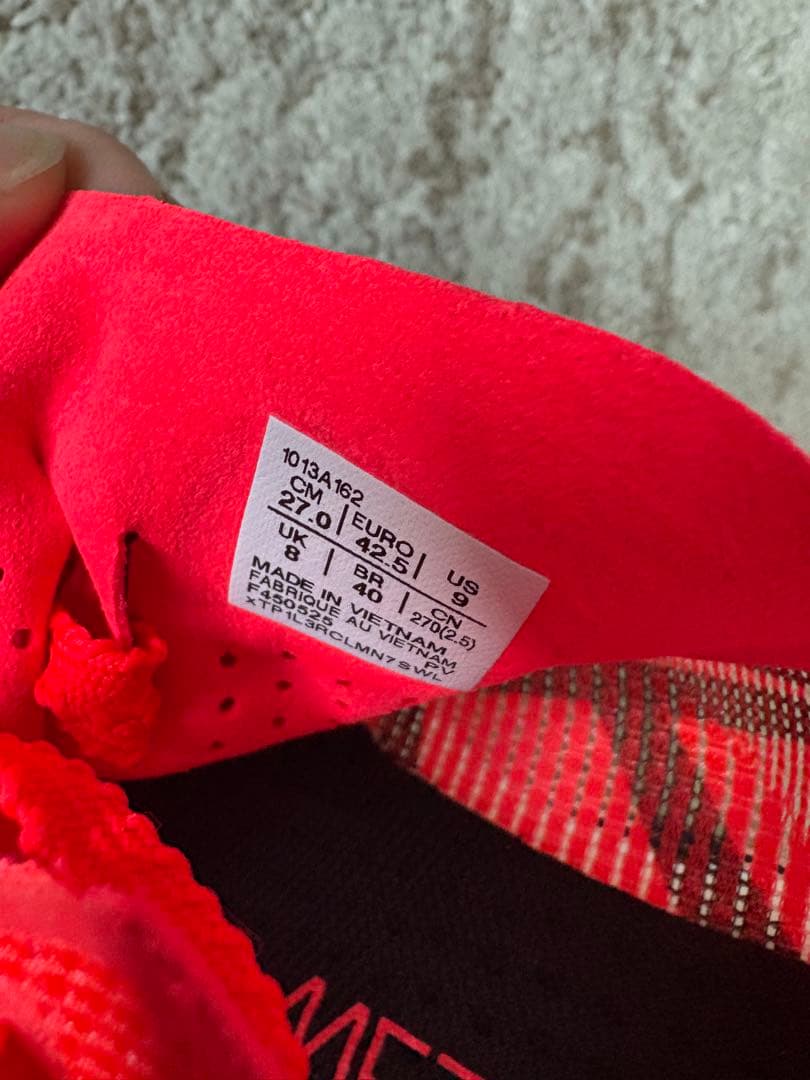 1013A162
CM | EURO | US
27.0 | 42.5 | 9
UK | BR | CN
8 | 40 | 270(2.5)
MADE IN VIETNAM
FABRIQUE AU VIETNAM
F450525 PV
XTP1L3RCLMN7SWL
MET